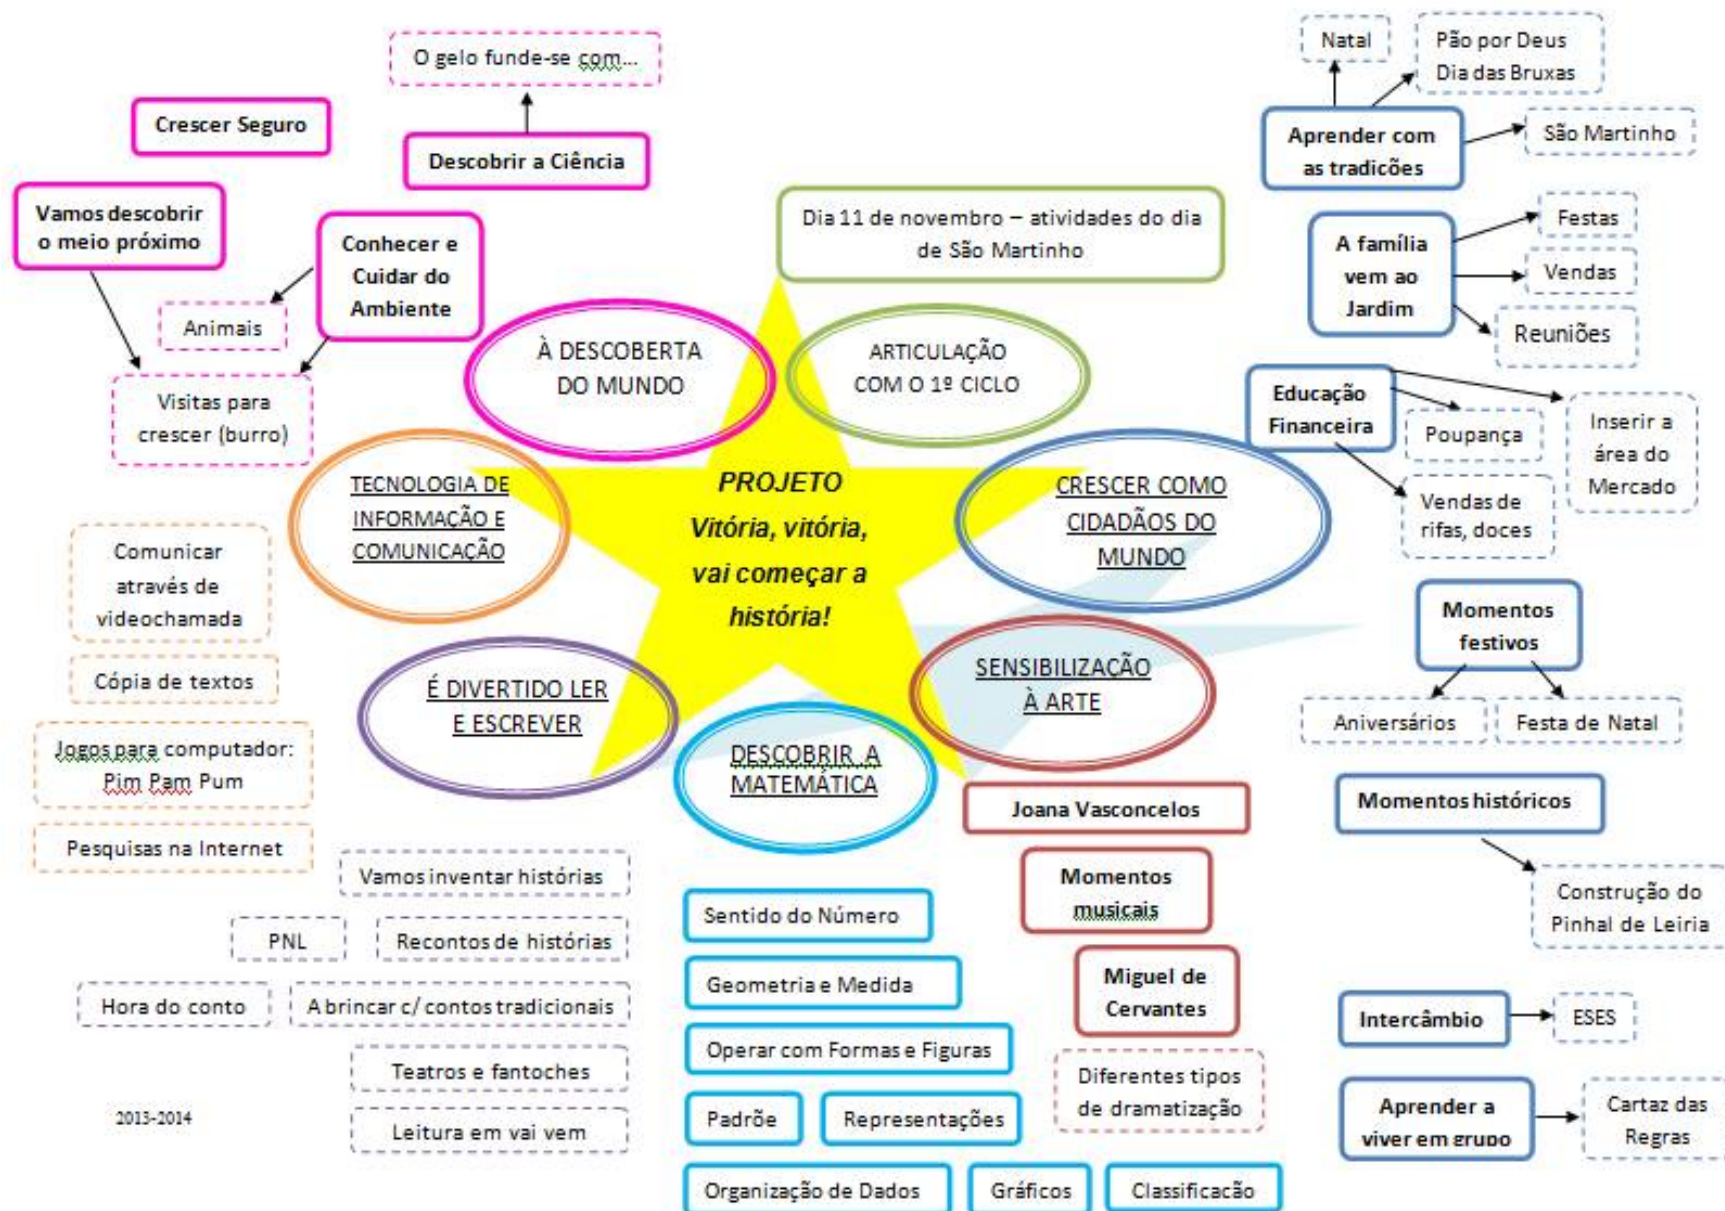 O gelo funde-se com...
Crescer Seguro
Descobrir a Ciência
Vamos descobrir
o meio próximo
Conhecer e
Cuidar do
Ambiente
Animais
Visitas para
crescer (burro)
À DESCOBERTA
DO MUNDO
Dia 11 de novembro – atividades do dia
de São Martinho
ARTICULAÇÃO
COM O 1º CICLO
Natal
Pão por Deus
Dia das Bruxas
Aprender com
as tradições
São Martinho
A família
vem ao
Jardim
Festas
Vendas
Reuniões
Educação
Financeira
Poupança
Inserir a
área do
Mercado
Vendas de
rifas, doces
CRESCER COMO
CIDADÃOS DO
MUNDO
PROJETO
Vitória, vitória,
vai começar a
história!
TECNOLOGIA DE
INFORMAÇÃO E
COMUNICAÇÃO
Comunicar
através de
videochamada
Cópia de textos
Jogos para computador:
Pim Pam Pum
Pesquisas na Internet
É DIVERTIDO LER
E ESCREVER
Vamos inventar histórias
PNL
Recontos de histórias
Hora do conto
A brincar c/ contos tradicionais
Teatros e fantoches
Leitura em vai vem
2013-2014
DESCOBRIR A
MATEMÁTICA
Sentido do Número
Geometria e Medida
Operar com Formas e Figuras
Padrõe
Representações
Organização de Dados
Gráficos
Classificação
SENSIBILIZAÇÃO
À ARTE
Joana Vasconcelos
Momentos
musicais
Miguel de
Cervantes
Diferentes tipos
de dramatização
Momentos
festivos
Aniversários
Festa de Natal
Momentos históricos
Construção do
Pinhal de Leiria
Intercâmbio
ESES
Aprender a
viver em grupo
Cartaz das
Regras